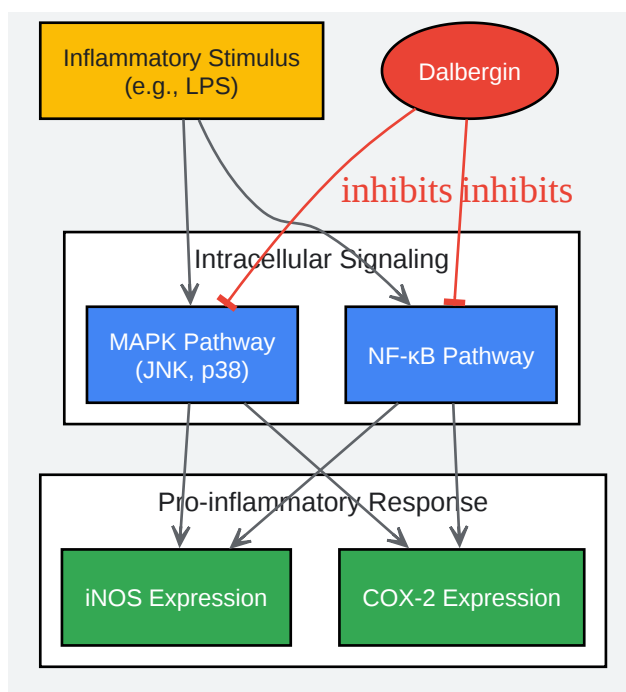 Inflammatory Stimulus
(e.g., LPS)
Dalbergin
inhibits inhibits
Intracellular Signaling
MAPK Pathway
(JNK, p38)
NF-κB Pathway
Pro-inflammatory Response
iNOS Expression
COX-2 Expression